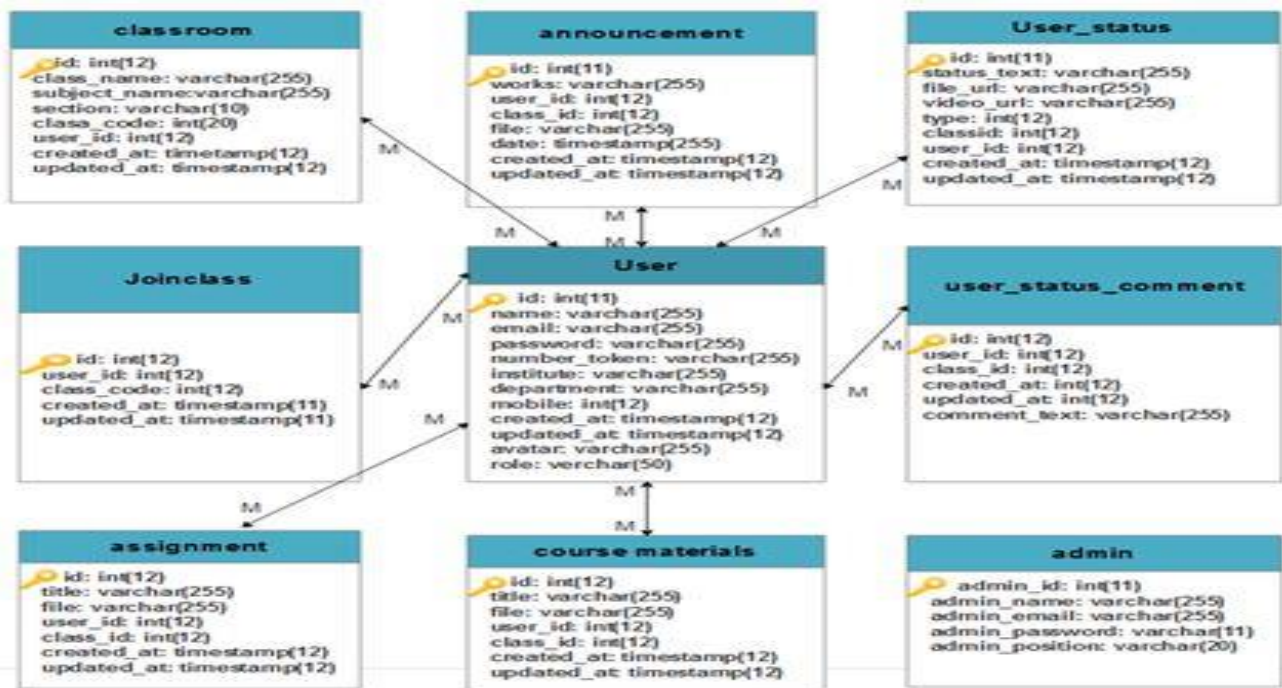 classroom
id: int(12)
class_name: varchar(255)
subject_name:varchar(255)
section: varchar(10)
clasa_code: int(20)
user_id: int(12)
created_at: timetamp(12)
updated_at: timestamp(12)
announcement
id: int(11)
works: varchar(255)
user_id: int(12)
class_id: int(12)
file: varchar(255)
date: timestamp(255)
created_at: timestamp(12)
updated_at: timestamp(12)
User_status
id: int(11)
status_text: varchar(255)
file_url: varchar(255)
video_url: varchar(255)
type: int(12)
classid: int(12)
user_id: int(12)
created_at: timestamp(12)
updated_at: timestamp(12)
M
M
M
M
M
M
Joinclass
id: int(12)
user_id: int(12)
class_code: int(12)
created_at: timestamp(11)
updated_at: timestamp(11)
User
id: int(11)
name: varchar(255)
email: varchar(255)
password: varchar(255)
number_token: varchar(255)
institute: varchar(255)
department: varchar(255)
mobile: int(12)
created_at: timestamp(12)
updated_at: timestamp(12)
avatar: varchar(255)
role: verchar(50)
user_status_comment
id: int(12)
user_id: int(12)
class_id: int(12)
created_at: int(12)
updated_at: int(12)
comment_text: varchar(255)
M
M
M
M
M
M
M
M
assignment
id: int(12)
title: varchar(255)
file: varchar(255)
user_id: int(12)
class_id: int(12)
created_at: timestamp(12)
updated_at: timestamp(12)
course materials
id: int(12)
title: varchar(255)
file: varchar(255)
user_id: int(12)
class_id: int(12)
created_at: timestamp(12)
updated_at: timestamp(12)
admin
admin_id: int(11)
admin_name: varchar(255)
admin_email: varchar(255)
admin_password: varchar(11)
admin_position: varchar(20)